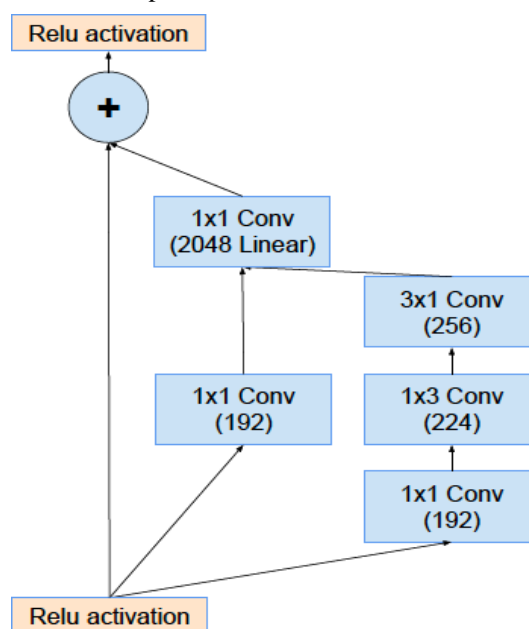 Relu activation
+
1x1 Conv
(2048 Linear)
3x1 Conv
(256)
1x1 Conv
(192)
1x3 Conv
(224)
1x1 Conv
(192)
Relu activation